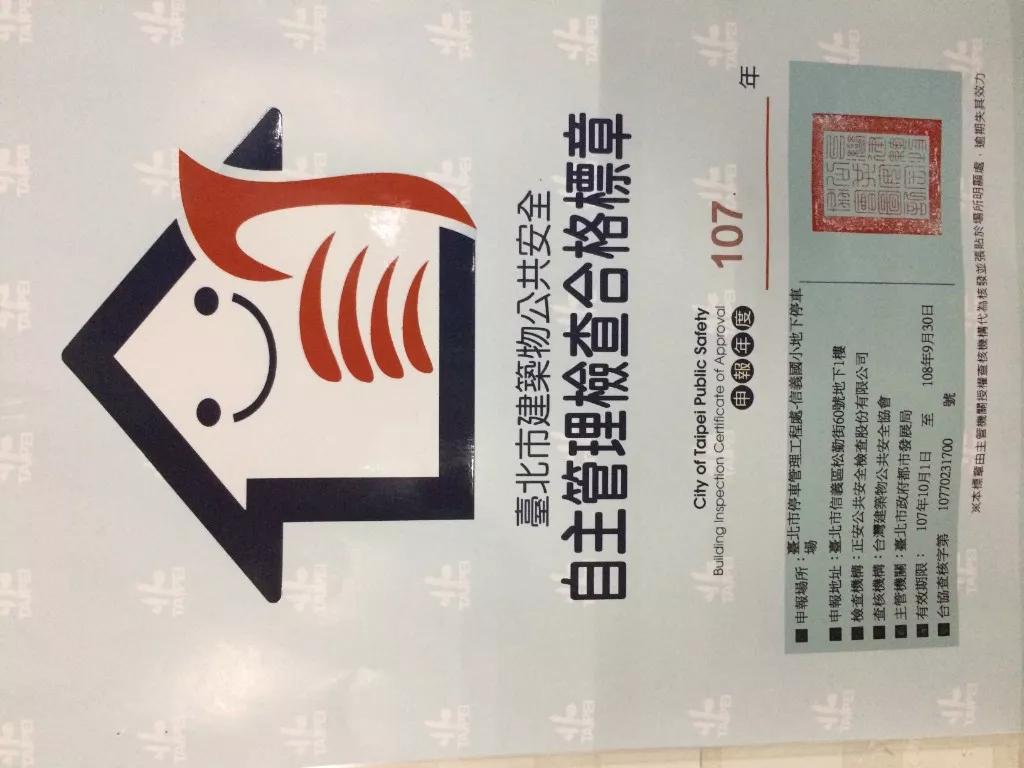 臺北市建築物公共安全
自主管理檢查合格標章
City of Taipei Public Safety
Building Inspection Certificate of Approval
申報年度 107 年
■ 申報場所：臺北市停車管理工程處-信義國小地下停車
場
■ 申報地址：臺北市信義區松勤街60號地下1樓
■ 檢查機構：正安公共安全檢查股份有限公司
■ 查核機構：台灣建築物公共安全協會
■ 主管機關：臺北市政府都市發展局
■ 有效期限： 107年10月1日 至 108年9月30日
■ 台協查核字第 10770231700 號
※本標章由主管機關授權查核機構代為核發並張貼於場所明顯處，逾期失其效力
TAIPEI